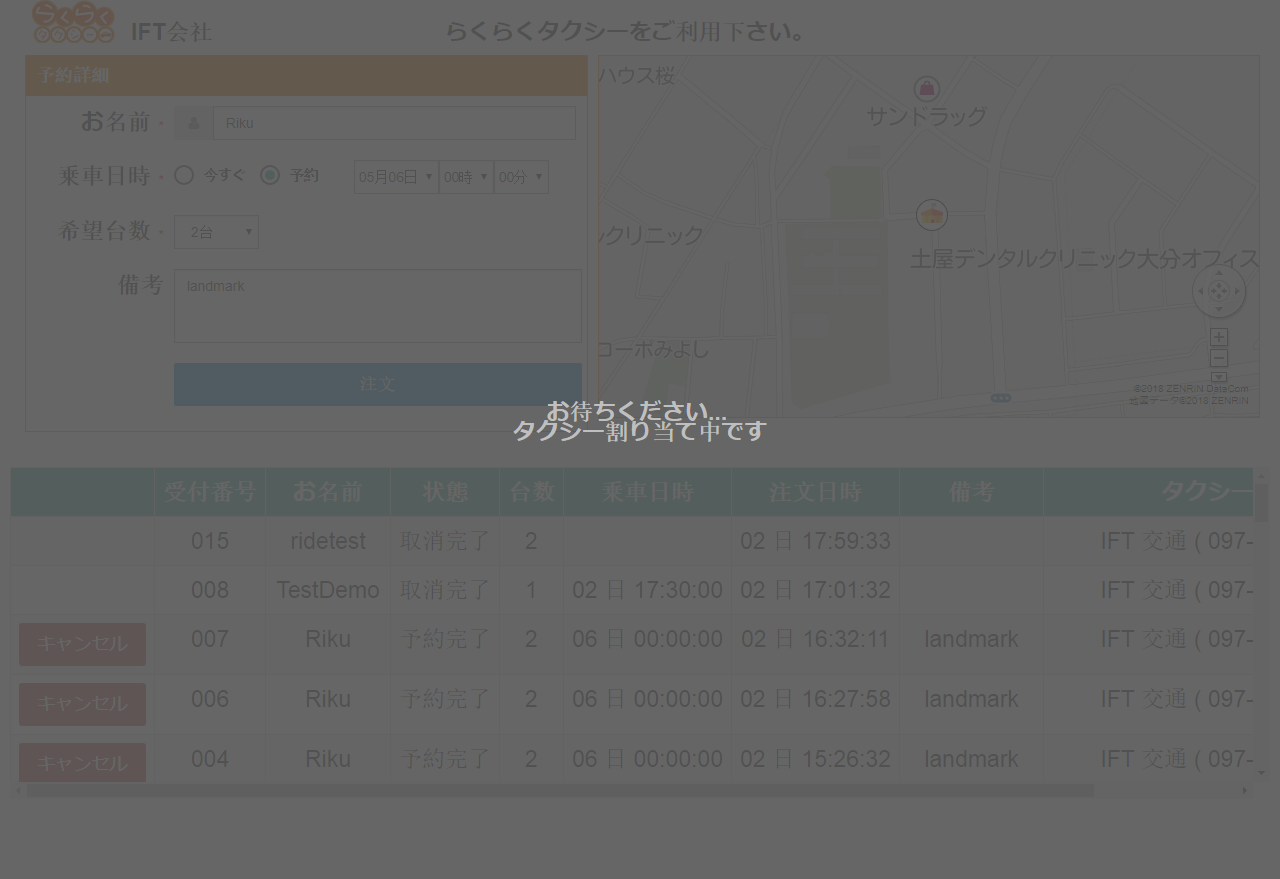 らくらく
タクシー
IFT会社
らくらくタクシーをご利用下さい。
予約詳細
お名前 *
Riku
乗車日時 *
今すぐ
予約
05月06日 ▼
00時 ▼
00分 ▼
希望台数 *
2台 ▼
備考
landmark
注文
ハウス桜
サンドラッグ
クリニック
土屋デンタルクリニック大分オフィス
コーポみよし
©2018 ZENRIN DataCom
地図データ©2018 ZENRIN
お待ちください...
タクシー割り当て中です
受付番号 お名前 状態 台数 乗車日時 注文日時 備考 タクシー
015 ridetest 取消完了 2 02 日 17:59:33 IFT 交通 ( 097-
008 TestDemo 取消完了 1 02 日 17:30:00 02 日 17:01:32 IFT 交通 ( 097-
キャンセル 007 Riku 予約完了 2 06 日 00:00:00 02 日 16:32:11 landmark IFT 交通 ( 097-
キャンセル 006 Riku 予約完了 2 06 日 00:00:00 02 日 16:27:58 landmark IFT 交通 ( 097-
キャンセル 004 Riku 予約完了 2 06 日 00:00:00 02 日 15:26:32 landmark IFT 交通 ( 097-